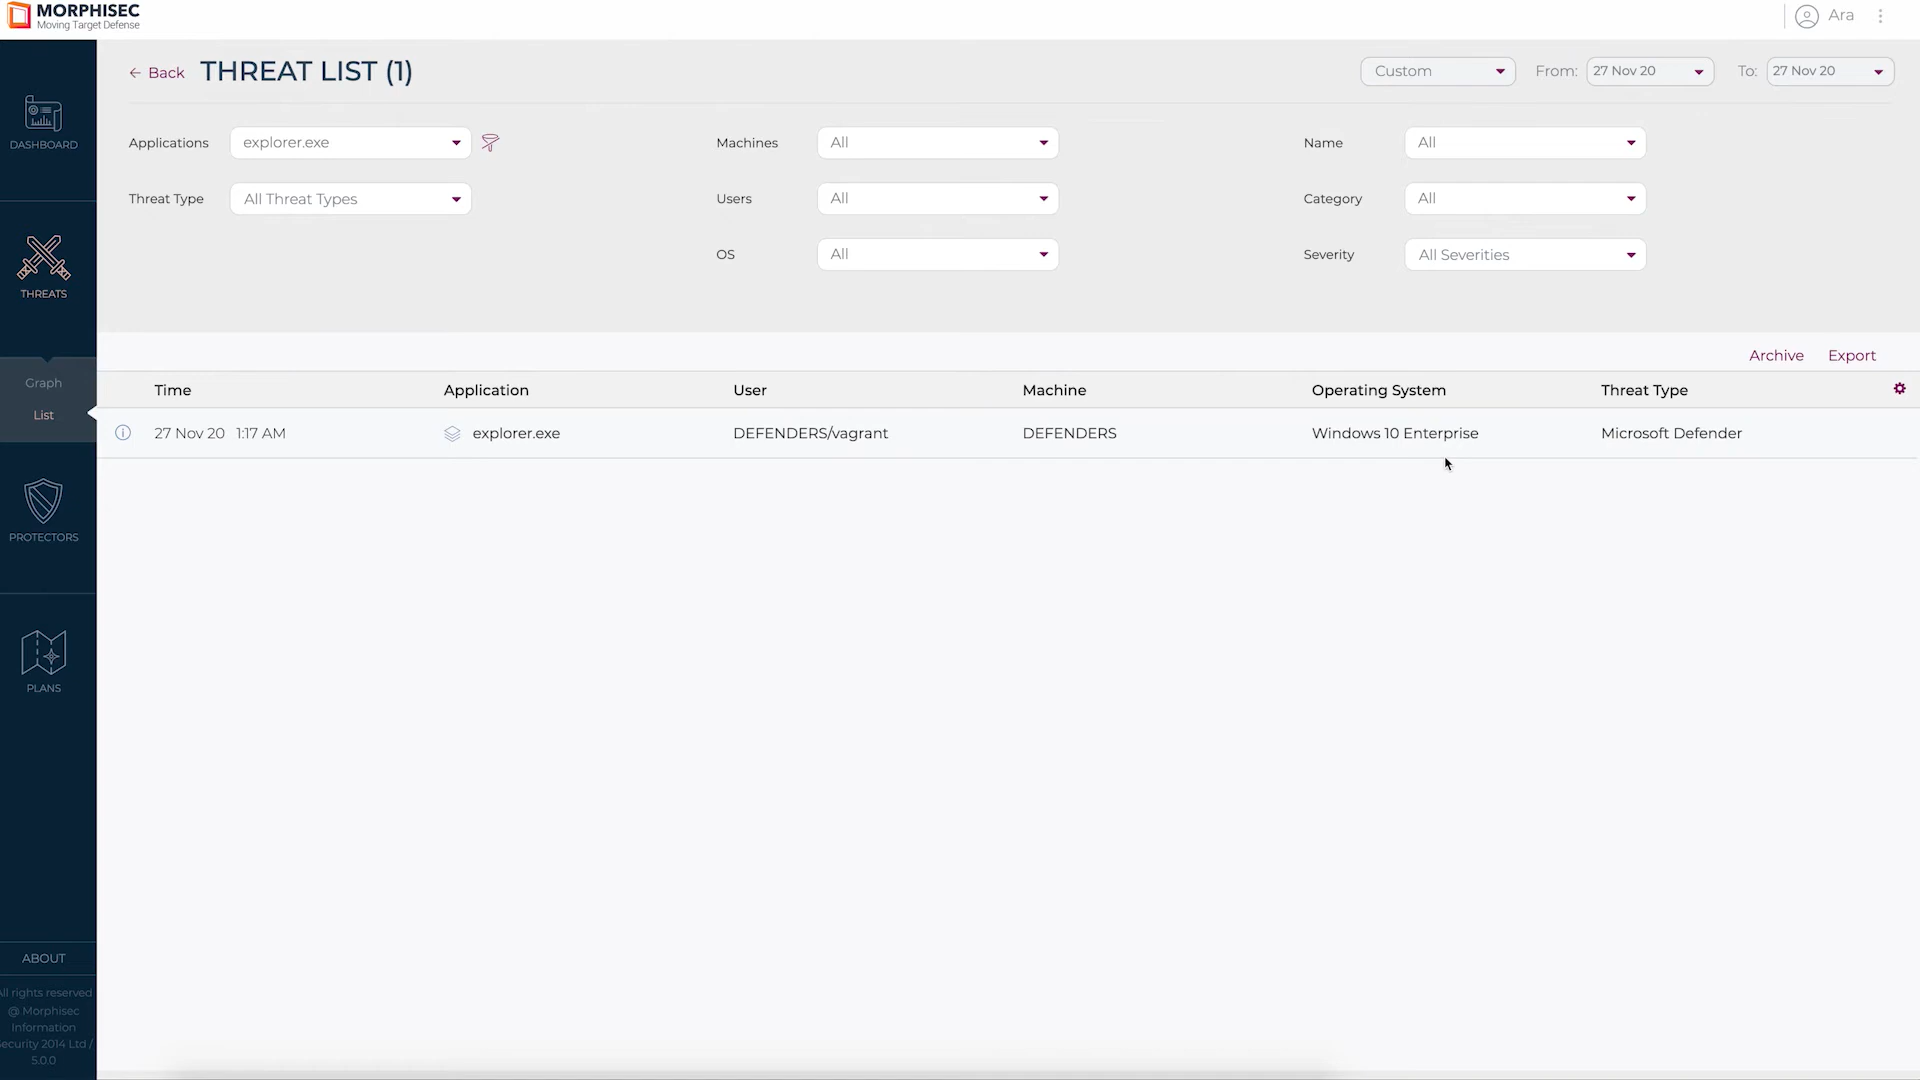 MORPHISEC
Moving Target Defense
Ara
Back THREAT LIST (1)
Custom From: 27 Nov 20 To: 27 Nov 20
DASHBOARD
Applications explorer.exe Machines All Name All
Threat Type All Threat Types Users All Category All
OS All Severity All Severities
THREATS
Archive Export
Graph
List
Time Application User Machine Operating System Threat Type
27 Nov 20 1:17 AM explorer.exe DEFENDERS/vagrant DEFENDERS Windows 10 Enterprise Microsoft Defender
PROTECTORS
PLANS
ABOUT
All rights reserved
@ Morphisec
Information
Security 2014 Ltd /
5.0.0